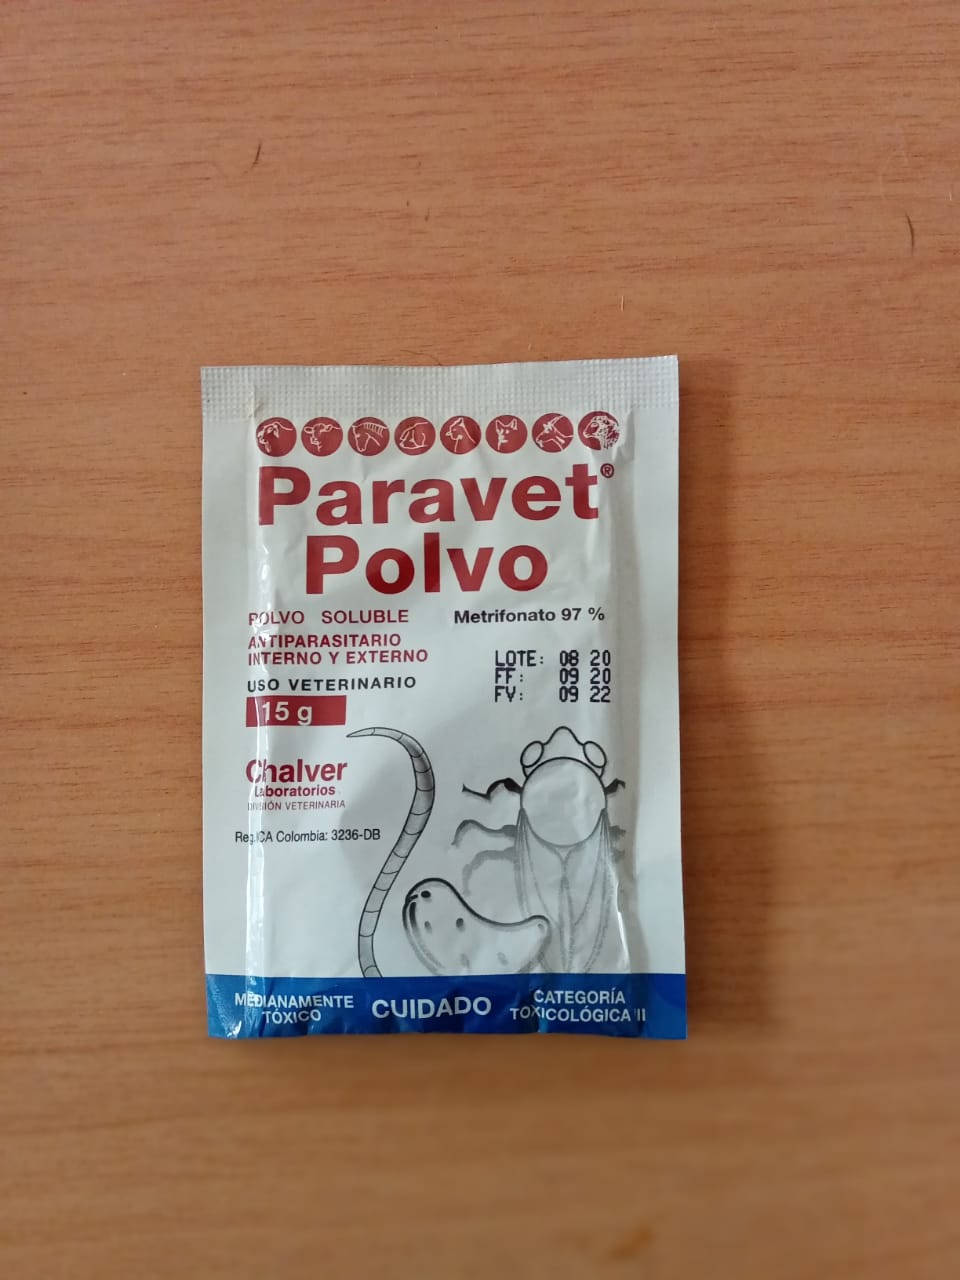 Paravet®
Polvo
POLVO SOLUBLE
Metrifonato 97 %
ANTIPARASITARIO
INTERNO Y EXTERNO
USO VETERINARIO
15 g
LOTE: 08 20
FF: 09 20
FV: 09 22
Chalver
Laboratorios
DIVISIÓN VETERINARIA
Reg. ICA Colombia: 3236-DB
MEDIANAMENTE
TÓXICO
CUIDADO
CATEGORÍA
TOXICOLÓGICA III